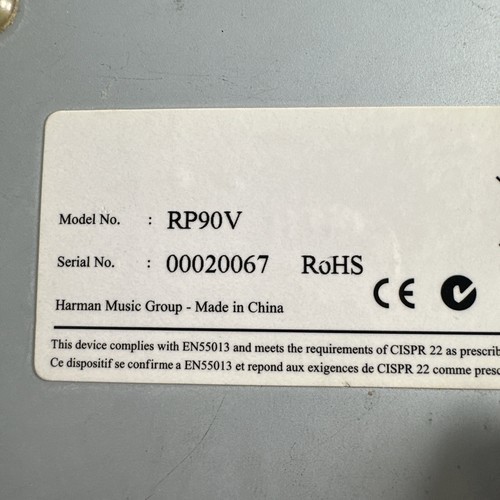 Model No. : RP90V
Serial No. : 00020067 RoHS
CE
Harman Music Group - Made in China
This device complies with EN55013 and meets the requirements of CISPR 22 as prescrib
Ce dispositif se confirme a EN55013 et repond aux exigences de CISPR 22 comme presc